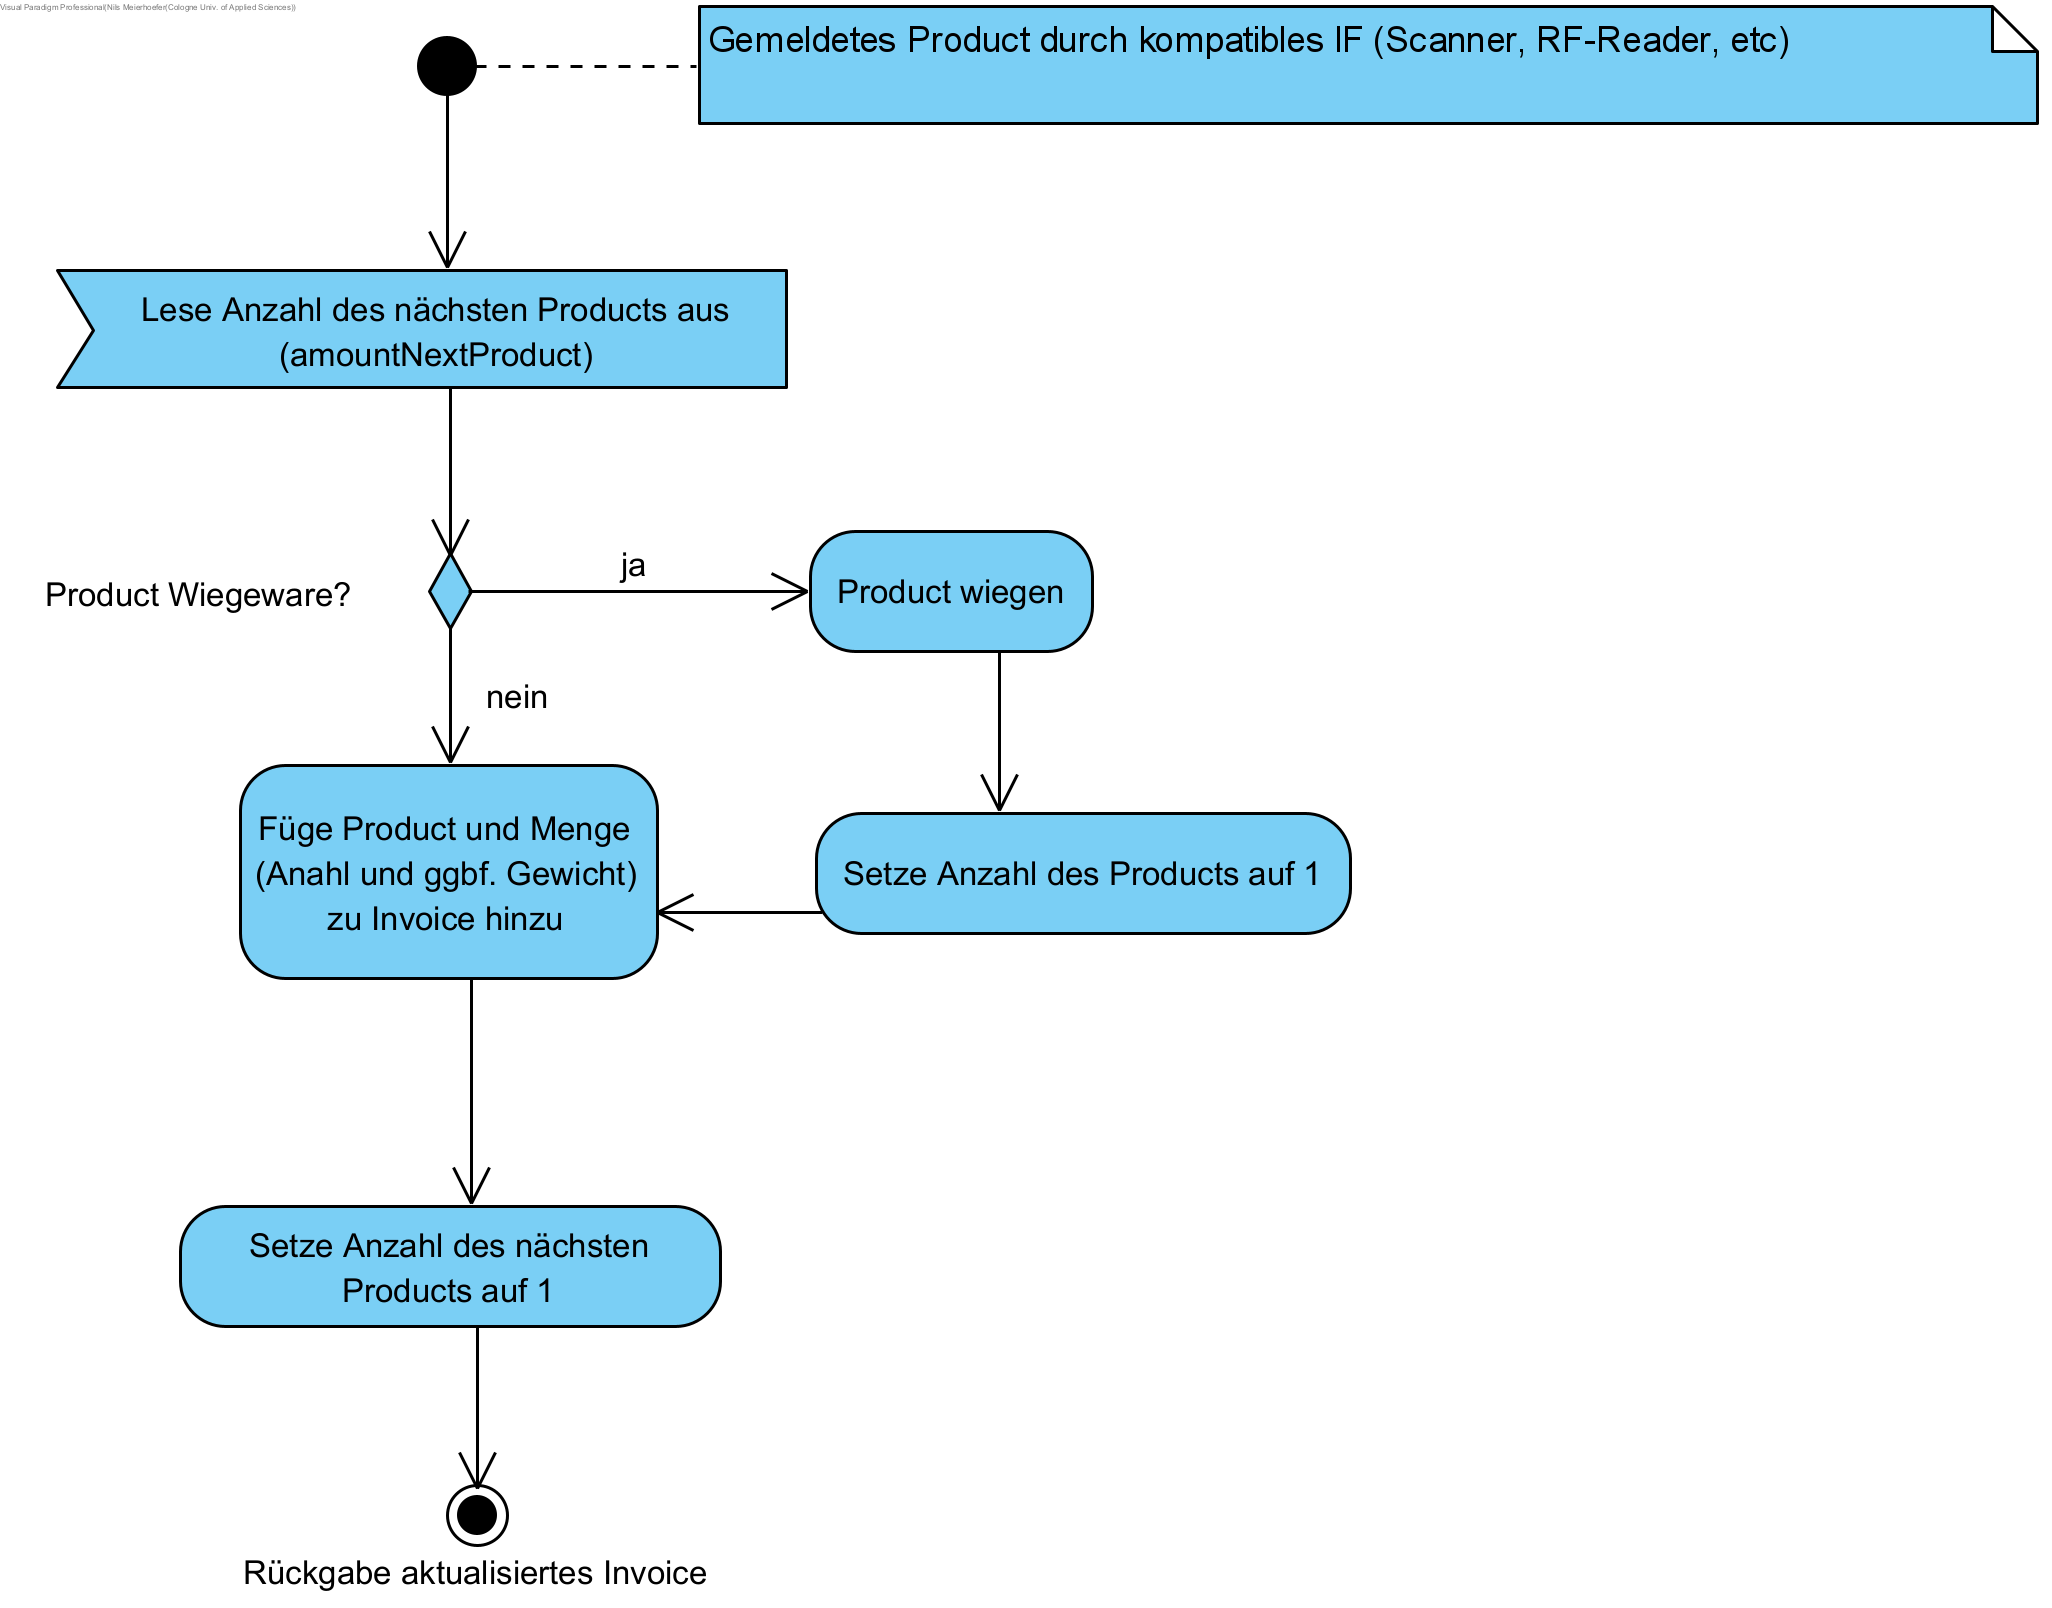 Visual Paradigm Professional(Nils Meierhoefer(Cologne Univ. of Applied Sciences))
Gemeldetes Product durch kompatibles IF (Scanner, RF-Reader, etc)
Lese Anzahl des nächsten Products aus
(amountNextProduct)
Product Wiegeware?
ja
Product wiegen
nein
Füge Product und Menge
(Anahl und ggbf. Gewicht)
zu Invoice hinzu
Setze Anzahl des Products auf 1
Setze Anzahl des nächsten
Products auf 1
Rückgabe aktualisiertes Invoice